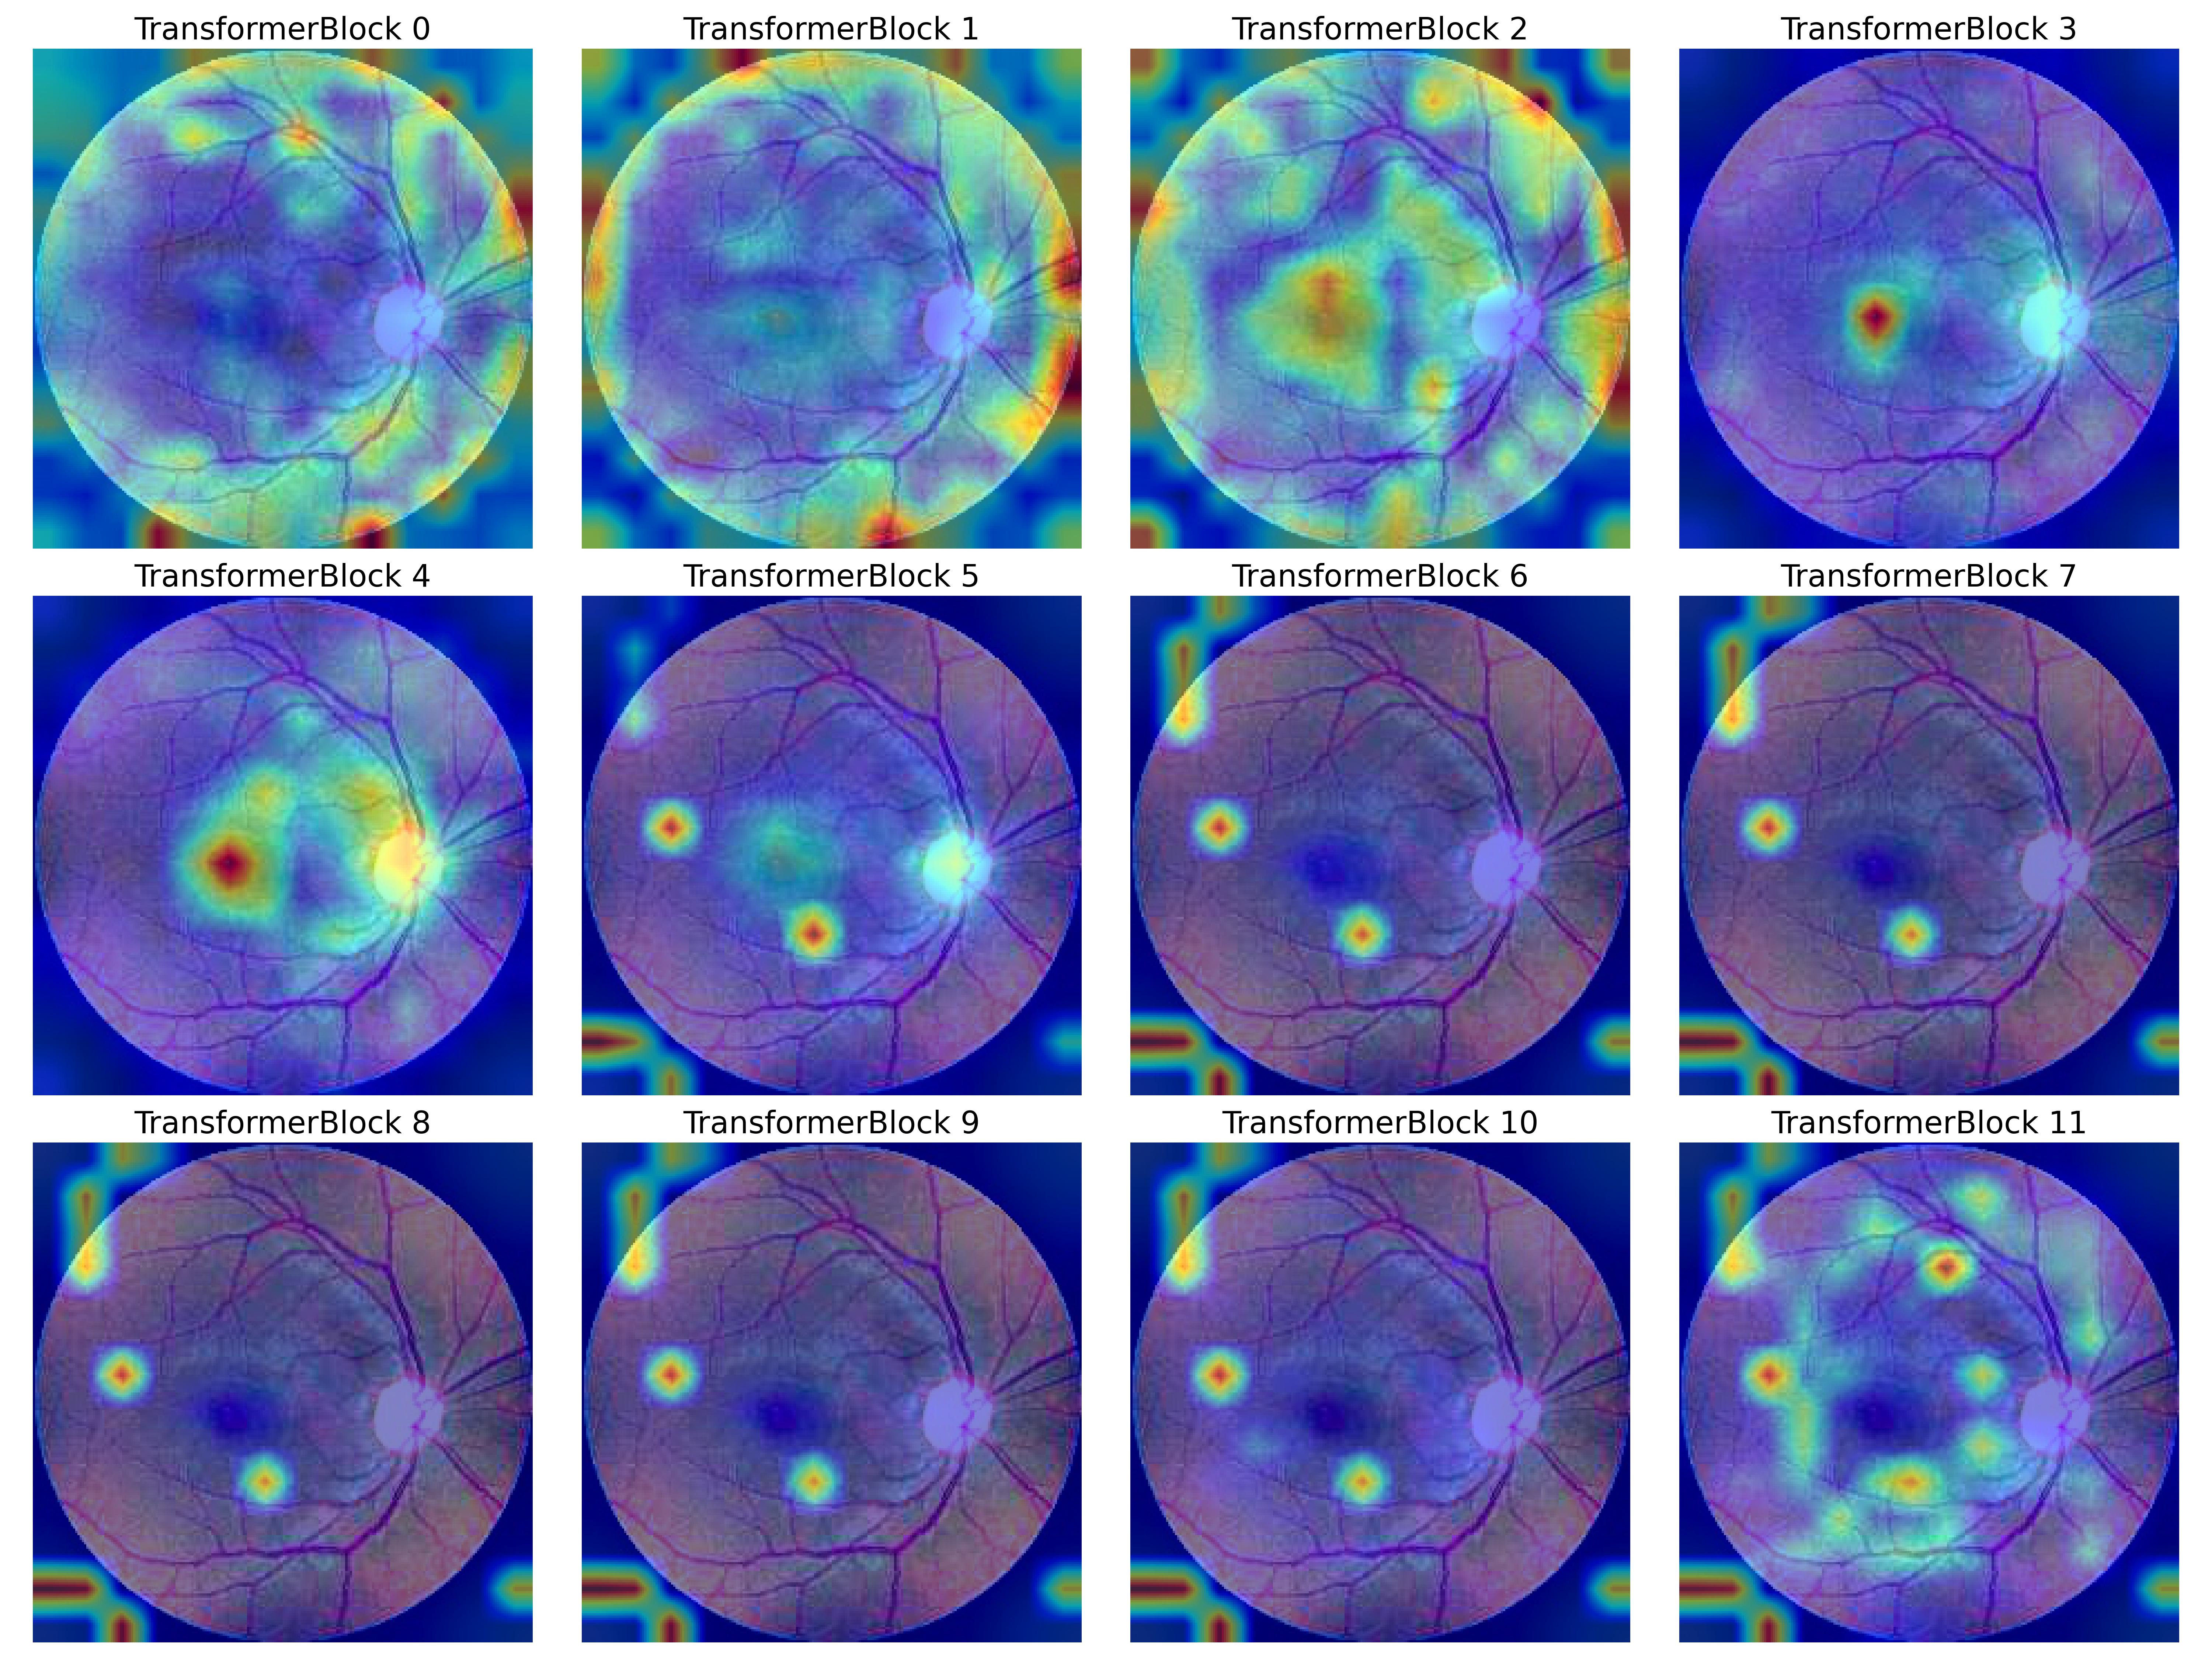 TransformerBlock 0
TransformerBlock 1
TransformerBlock 2
TransformerBlock 3
TransformerBlock 4
TransformerBlock 5
TransformerBlock 6
TransformerBlock 7
TransformerBlock 8
TransformerBlock 9
TransformerBlock 10
TransformerBlock 11